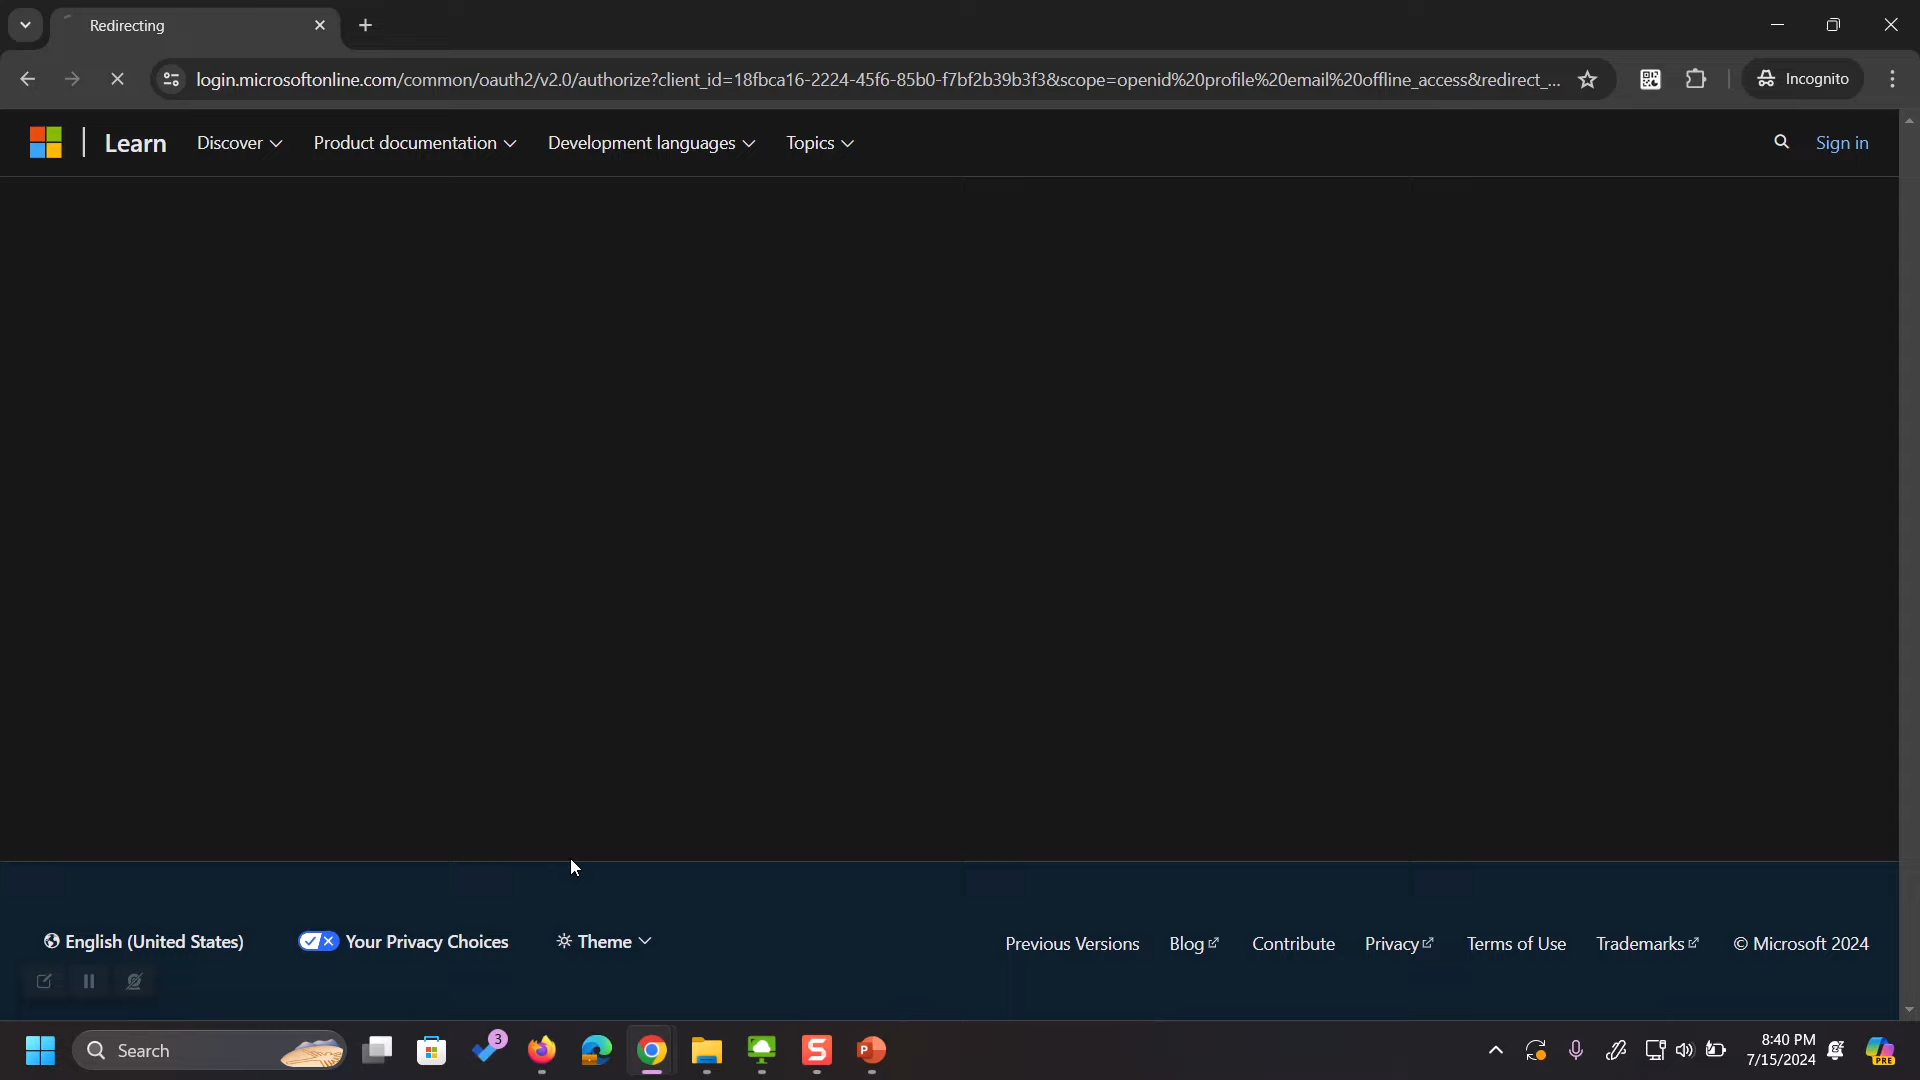 Redirecting
login.microsoftonline.com/common/oauth2/v2.0/authorize?client_id=18fbca16-2224-45f6-85b0-f7bf2b39b3f3&scope=openid%20profile%20email%20offline_access&redirect_...
Incognito
Learn Discover Product documentation Development languages Topics Sign in
English (United States) Your Privacy Choices Theme Previous Versions Blog Contribute Privacy Terms of Use Trademarks © Microsoft 2024
Search
3
S
P
8:40 PM
7/15/2024
PRE